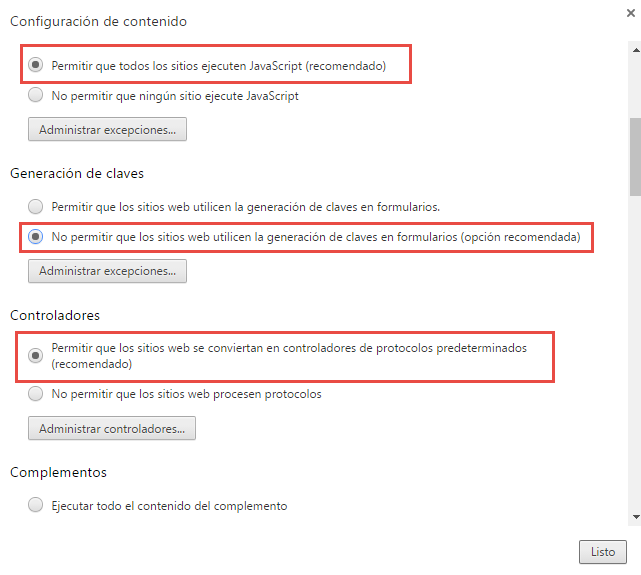 Configuración de contenido
Permitir que todos los sitios ejecuten JavaScript (recomendado)
No permitir que ningún sitio ejecute JavaScript
Administrar excepciones...
Generación de claves
Permitir que los sitios web utilicen la generación de claves en formularios.
No permitir que los sitios web utilicen la generación de claves en formularios (opción recomendada)
Administrar excepciones...
Controladores
Permitir que los sitios web se conviertan en controladores de protocolos predeterminados
(recomendado)
No permitir que los sitios web procesen protocolos
Administrar controladores...
Complementos
Ejecutar todo el contenido del complemento
Listo